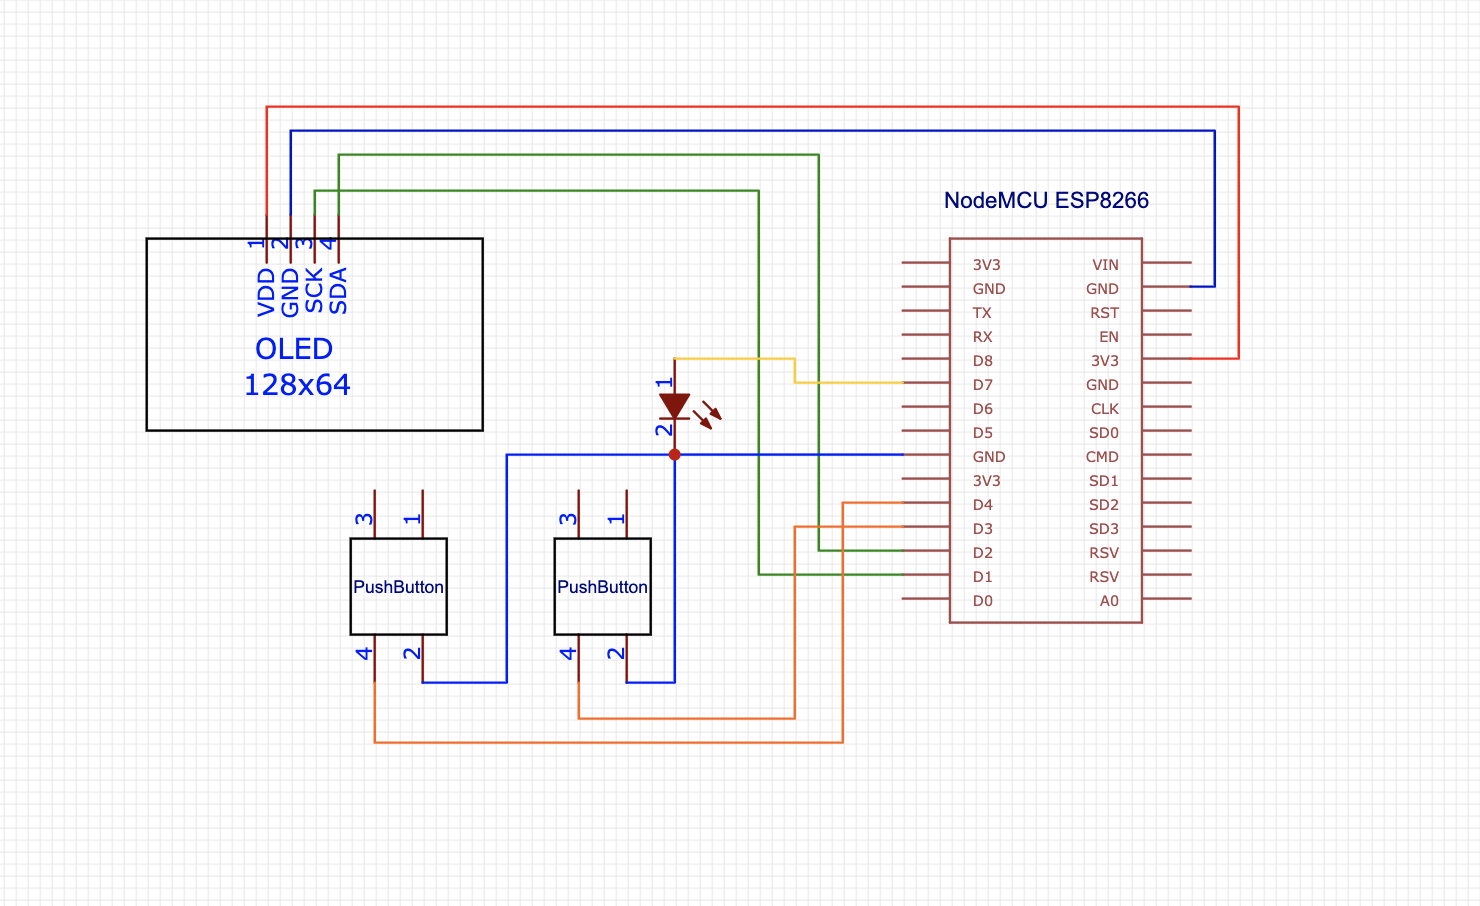 NodeMCU ESP8266
1
2
3
4
VDD
GND
SCK
SDA
OLED
128x64
1
2
3
1
PushButton
4
2
3
1
PushButton
4
2
3V3 VIN
GND GND
TX RST
RX EN
D8 3V3
D7 GND
D6 CLK
D5 SD0
GND CMD
3V3 SD1
D4 SD2
D3 SD3
D2 RSV
D1 RSV
D0 A0